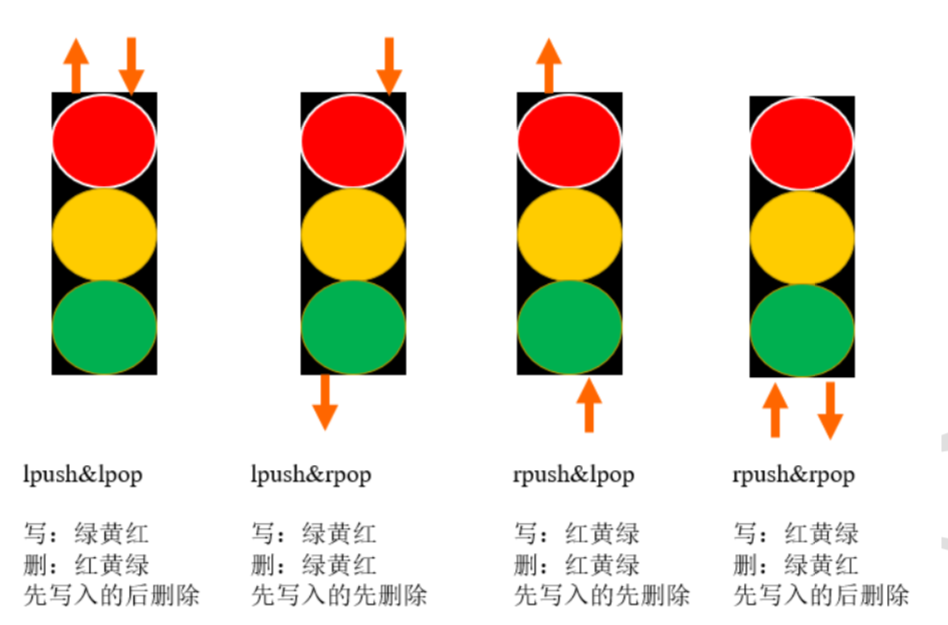 lpush&lpop
写：绿黄红
删：红黄绿
先写入的后删除
lpush&rpop
写：绿黄红
删：绿黄红
先写入的先删除
rpush&lpop
写：红黄绿
删：红黄绿
先写入的先删除
rpush&rpop
写：红黄绿
删：绿黄红
先写入的后删除